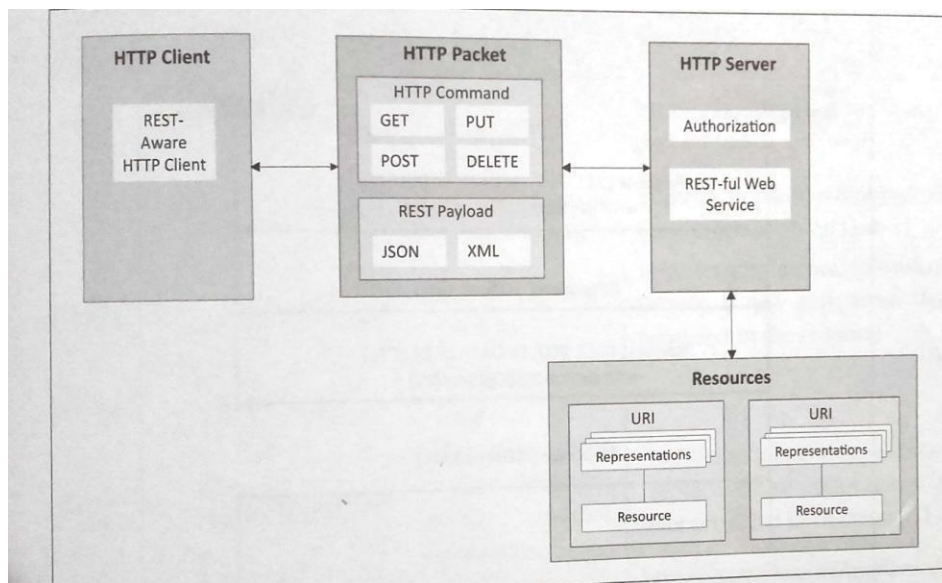 HTTP Client
REST-
Aware
HTTP Client
HTTP Packet
HTTP Command
GET
PUT
POST
DELETE
REST Payload
JSON
XML
HTTP Server
Authorization
REST-ful Web
Service
Resources
URI
Representations
Resource
URI
Representations
Resource